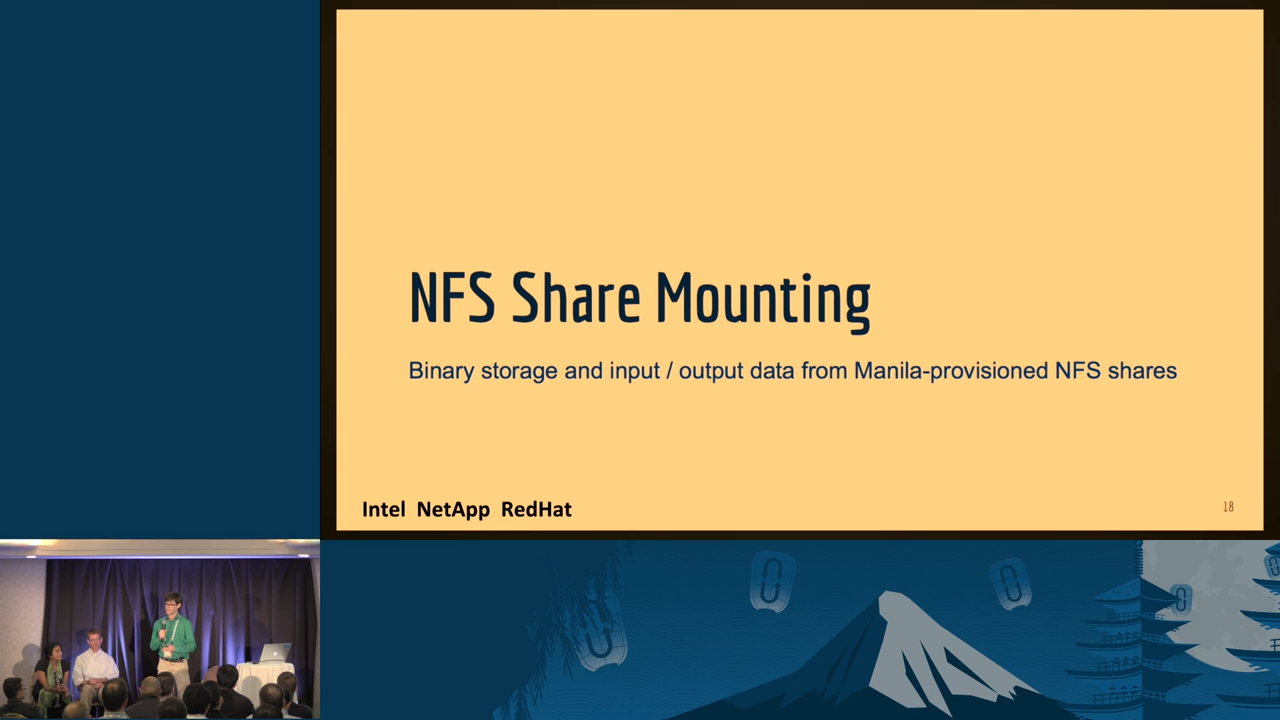 NFS Share Mounting
Binary storage and input / output data from Manila-provisioned NFS shares
Intel NetApp RedHat
18